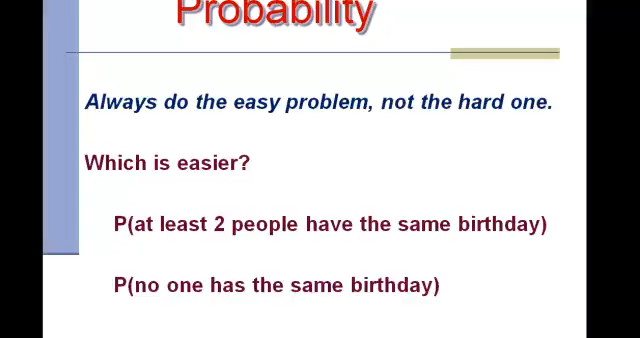 Probability
Always do the easy problem, not the hard one.
Which is easier?
P(at least 2 people have the same birthday)
P(no one has the same birthday)